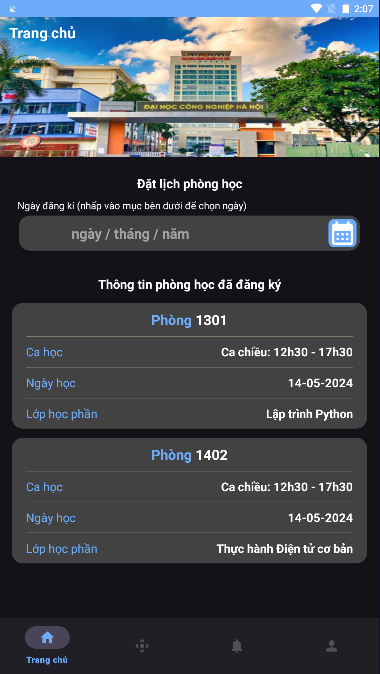 2:07
Trang chủ
ĐẠI HỌC CÔNG NGHIỆP HÀ NỘI
Đặt lịch phòng học
Ngày đăng kí (nhấp vào mục bên dưới để chọn ngày)
ngày / tháng / năm
Thông tin phòng học đã đăng ký
Phòng 1301
Ca học Ca chiều: 12h30 - 17h30
Ngày học 14-05-2024
Lớp học phần Lập trình Python
Phòng 1402
Ca học Ca chiều: 12h30 - 17h30
Ngày học 14-05-2024
Lớp học phần Thực hành Điện tử cơ bản
Trang chủ